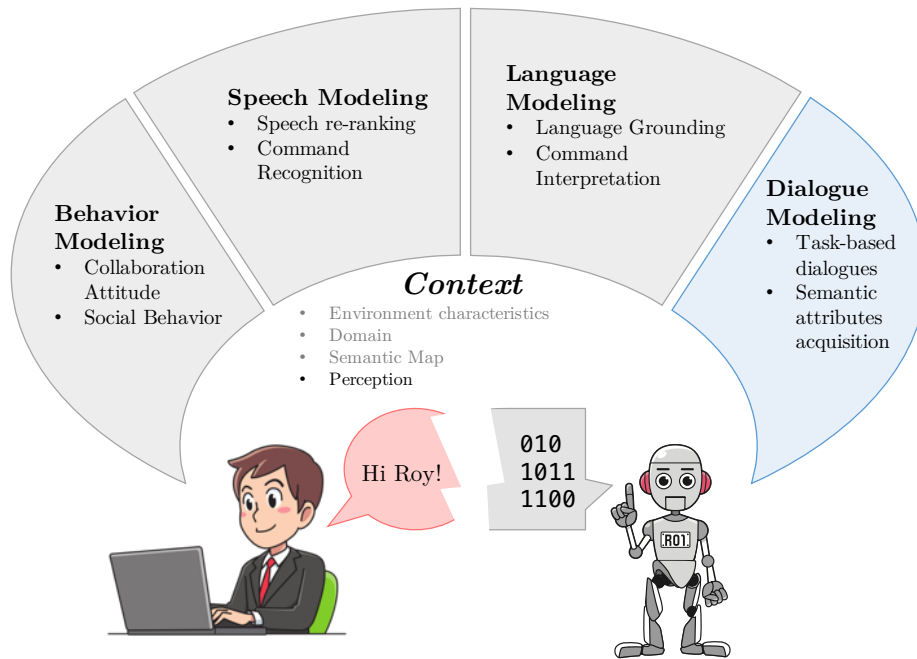 Behavior
Modeling
• Collaboration
Attitude
• Social Behavior
Speech Modeling
• Speech re-ranking
• Command
Recognition
Language
Modeling
• Language Grounding
• Command
Interpretation
Dialogue
Modeling
• Task-based
dialogues
• Semantic
attributes
acquisition
Context
• Environment characteristics
• Domain
• Semantic Map
• Perception
Hi Roy!
010
1011
1100
R01